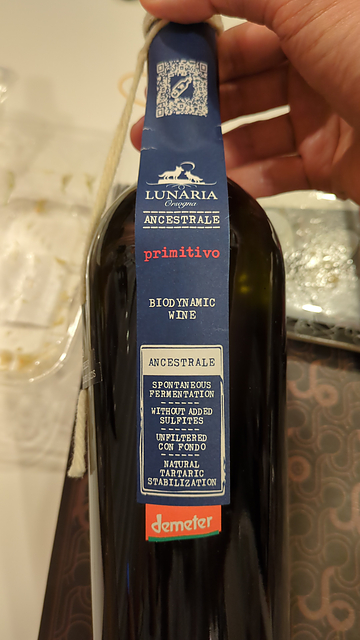 LUNARIA
Orsogna
ANCESTRALE
primitivo
BIODYNAMIC
WINE
ANCESTRALE
SPONTANEOUS
FERMENTATION
WITHOUT ADDED
SULFITES
UNFILTERED
CON FONDO
NATURAL
TARTARIC
STABILIZATION
demeter